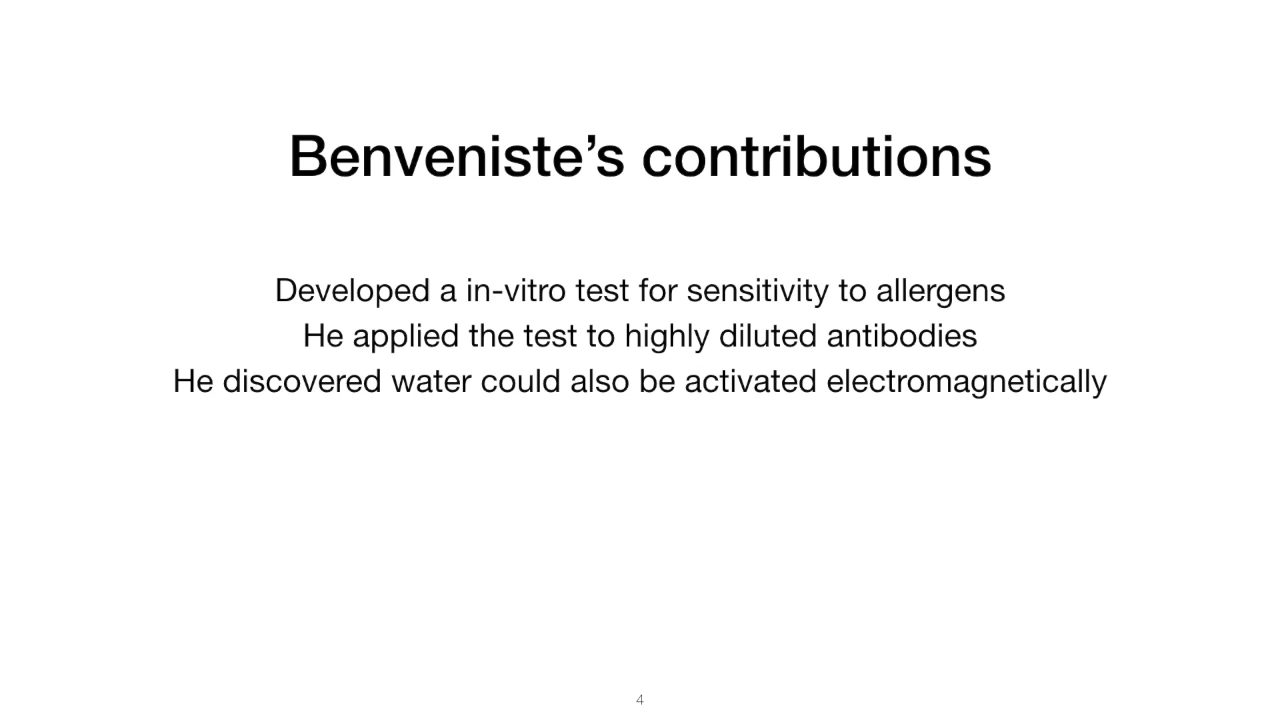 Benveniste’s contributions
Developed a in-vitro test for sensitivity to allergens
He applied the test to highly diluted antibodies
He discovered water could also be activated electromagnetically
4